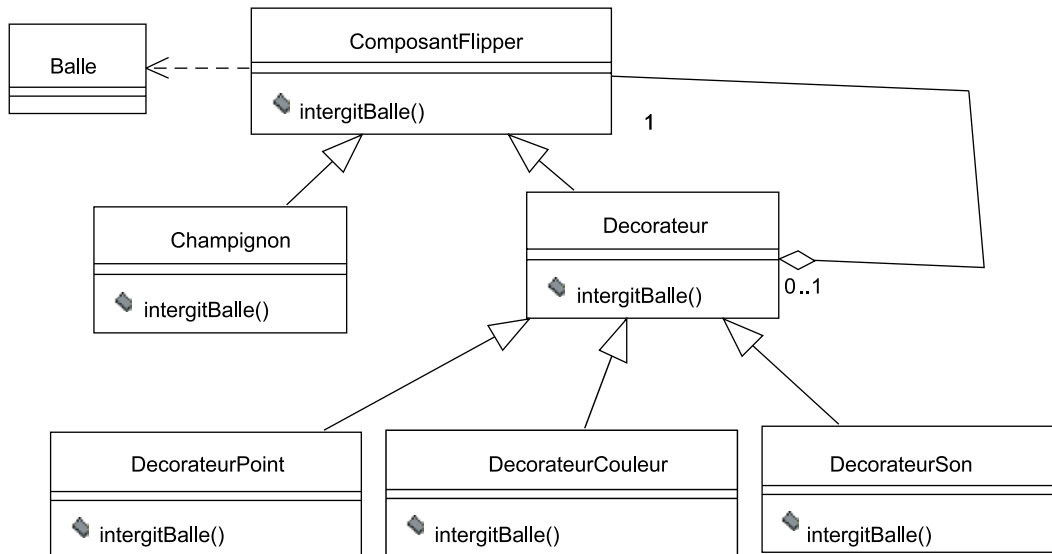 ComposantFlipper
Balle
intergitBalle()
1
Decorateur
Champignon
0..1
intergitBalle()
intergitBalle()
DecorateurPoint
DecorateurCouleur
DecorateurSon
intergitBalle()
intergitBalle()
intergitBalle()